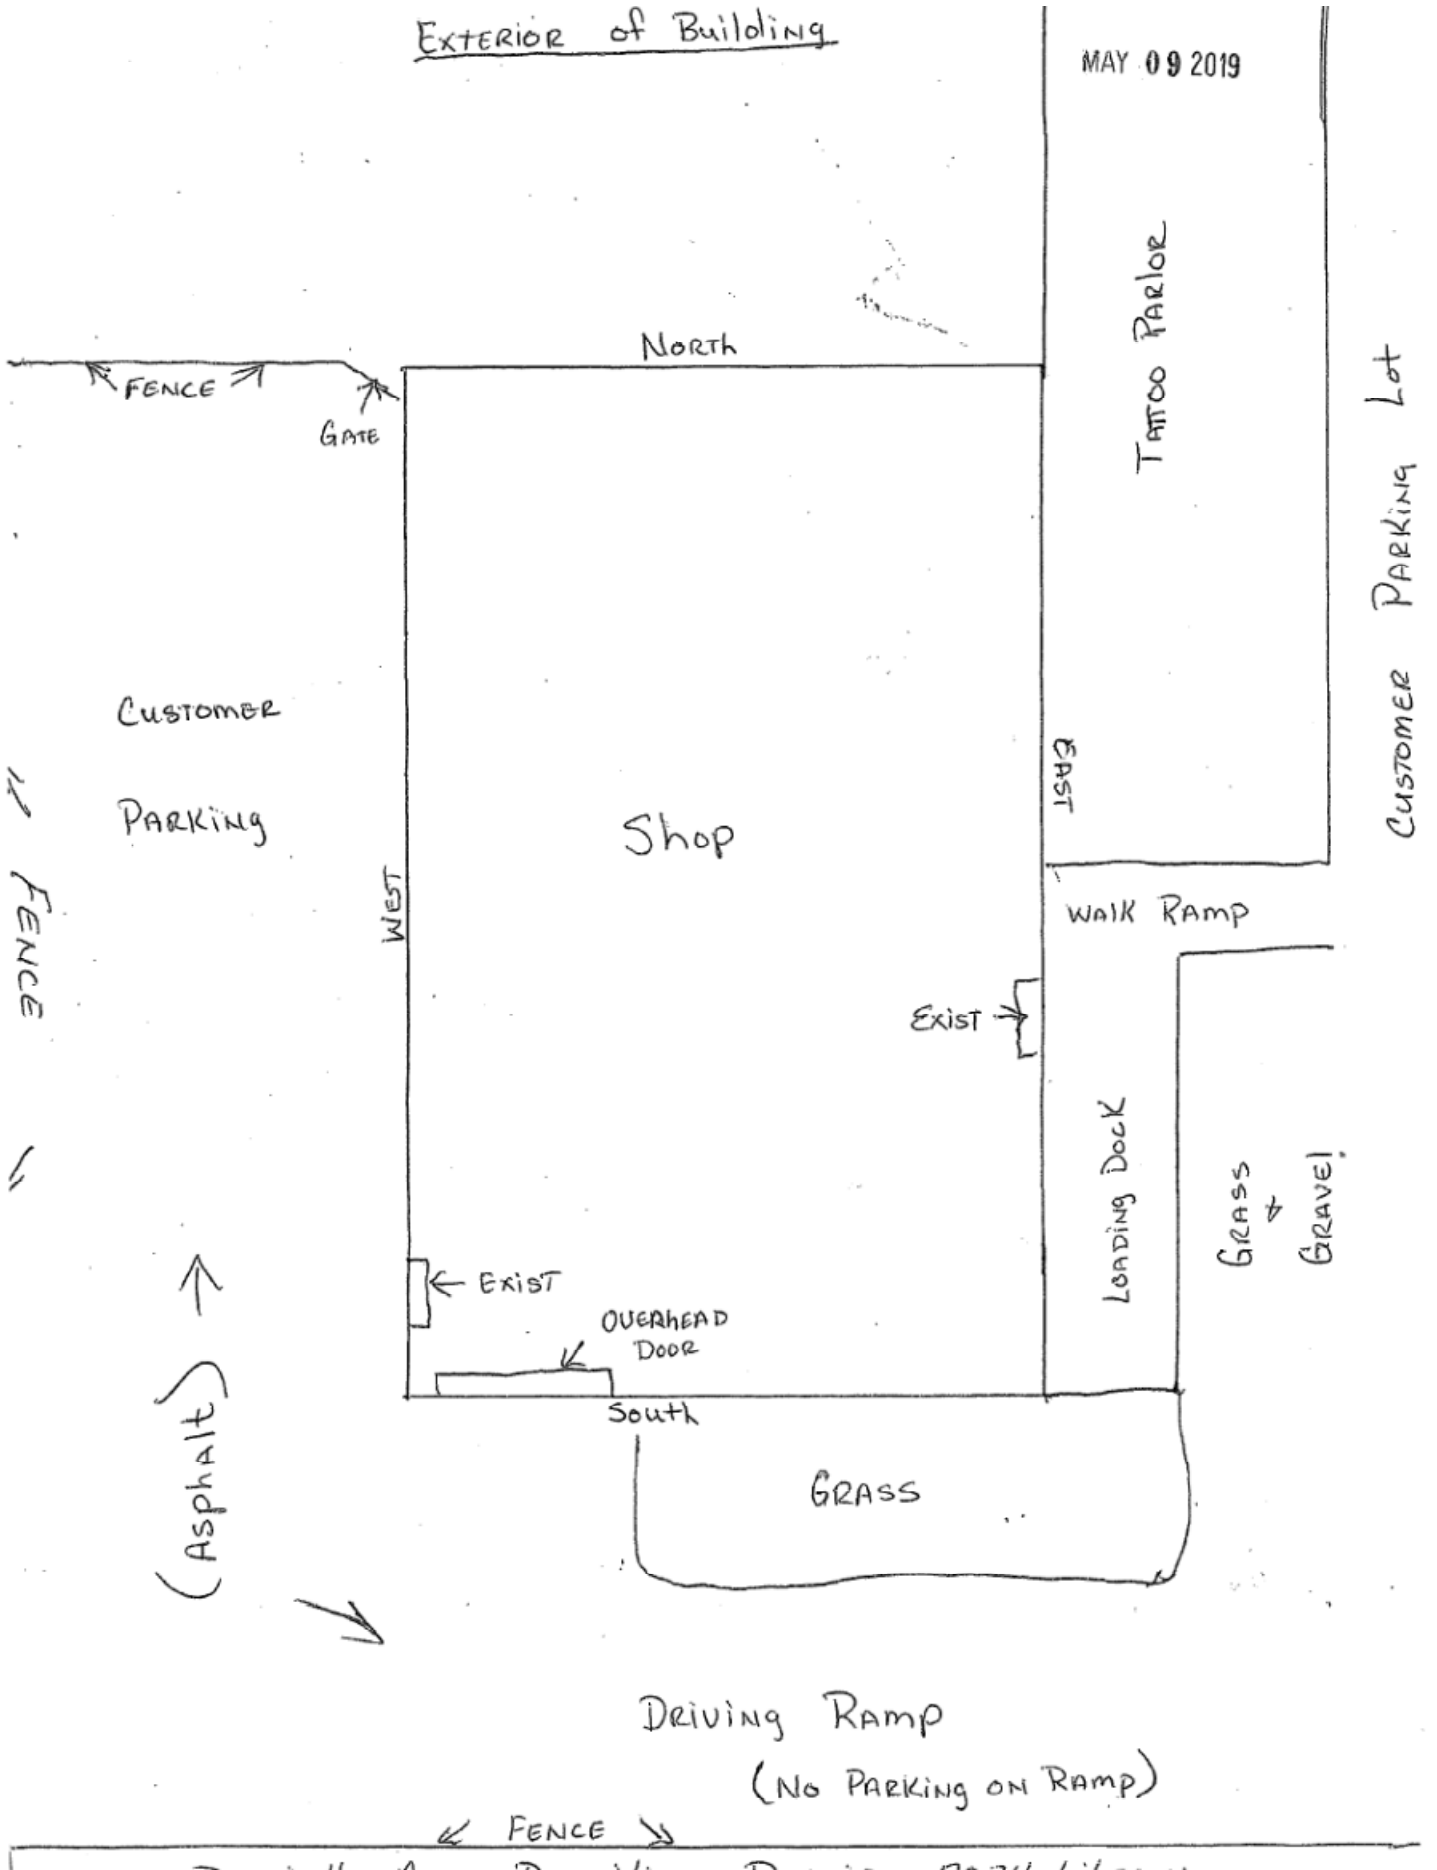 Exterior of Building
MAY 09 2019
Tattoo Parlor
North
Fence
Gate
Customer Parking Lot
Customer
Parking
East
Shop
West
Fence
Walk Ramp
Exist
Loading Dock
Grass
&
Gravel
Exist
Overhead
Door
South
(Asphalt)
Grass
Driving Ramp
(No Parking on Ramp)
Fence